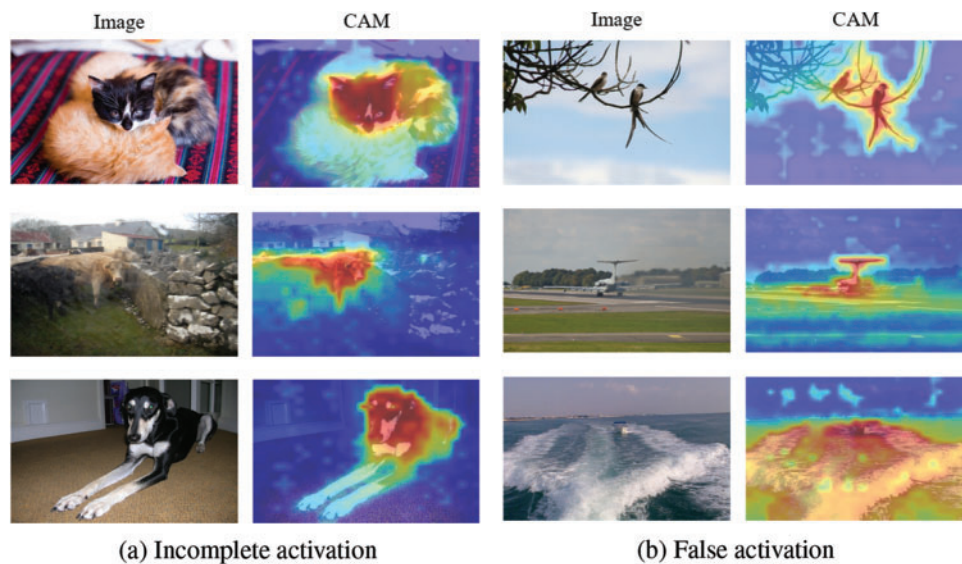 Image
CAM
Image
CAM
(a) Incomplete activation
(b) False activation